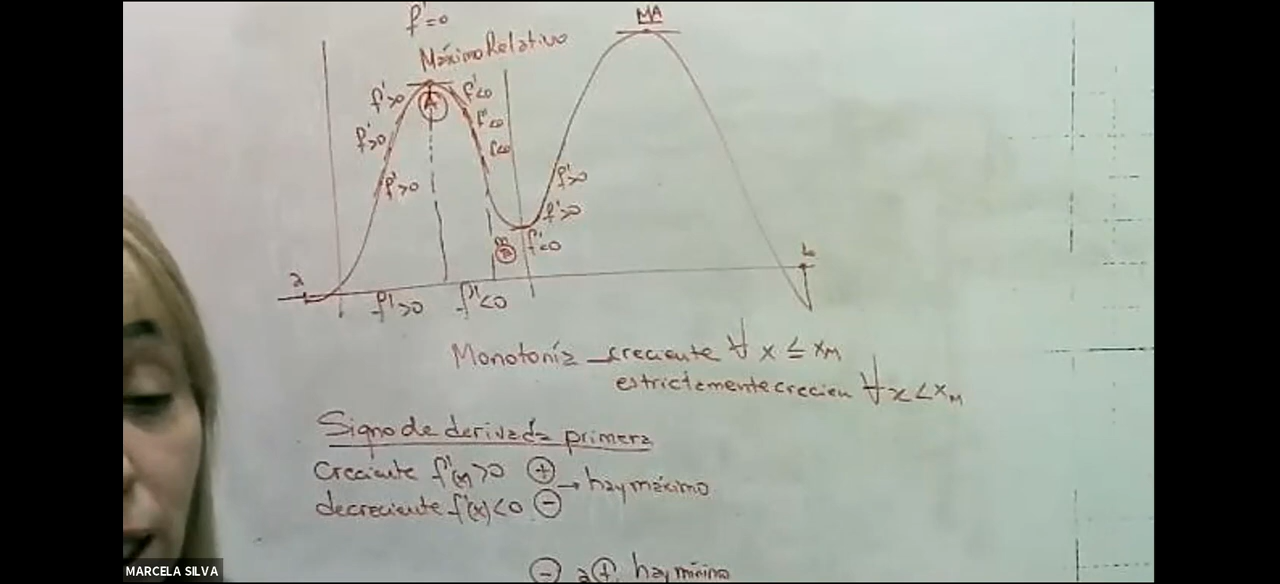 f'=0
MA
Máximo Relativo
f'>0
f'<0
A
f'>0
f'<0
f'<0
f'>0
f'>0
f'>0
m
B
f'=0
a
b
f'>0
f'<0
Monotonía creciente ∀ x ≤ xM
estrictamente crecien ∀ x < xM
Signo de derivada primera
Creciente f'(x)>0 +
→ hay máximo
decreciente f'(x)<0 −
− a + hay mínimo
MARCELA SILVA